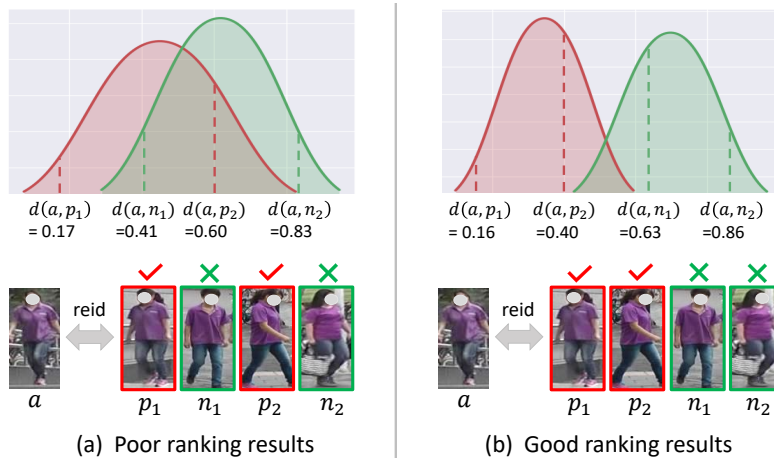 d(a, p₁) d(a, n₁) d(a, p₂) d(a, n₂)
= 0.17 =0.41 =0.60 =0.83
reid
a p₁ n₁ p₂ n₂
(a) Poor ranking results
d(a, p₁) d(a, p₂) d(a, n₁) d(a, n₂)
= 0.16 =0.40 =0.63 =0.86
reid
a p₁ p₂ n₁ n₂
(b) Good ranking results